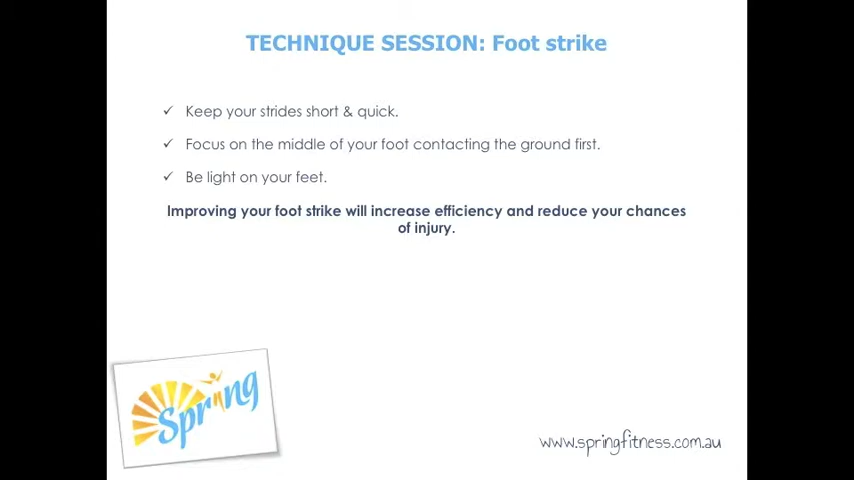 TECHNIQUE SESSION: Foot strike
✓ Keep your strides short & quick.
✓ Focus on the middle of your foot contacting the ground first.
✓ Be light on your feet.
Improving your foot strike will increase efficiency and reduce your chances
of injury.
Spring
www.springfitness.com.au